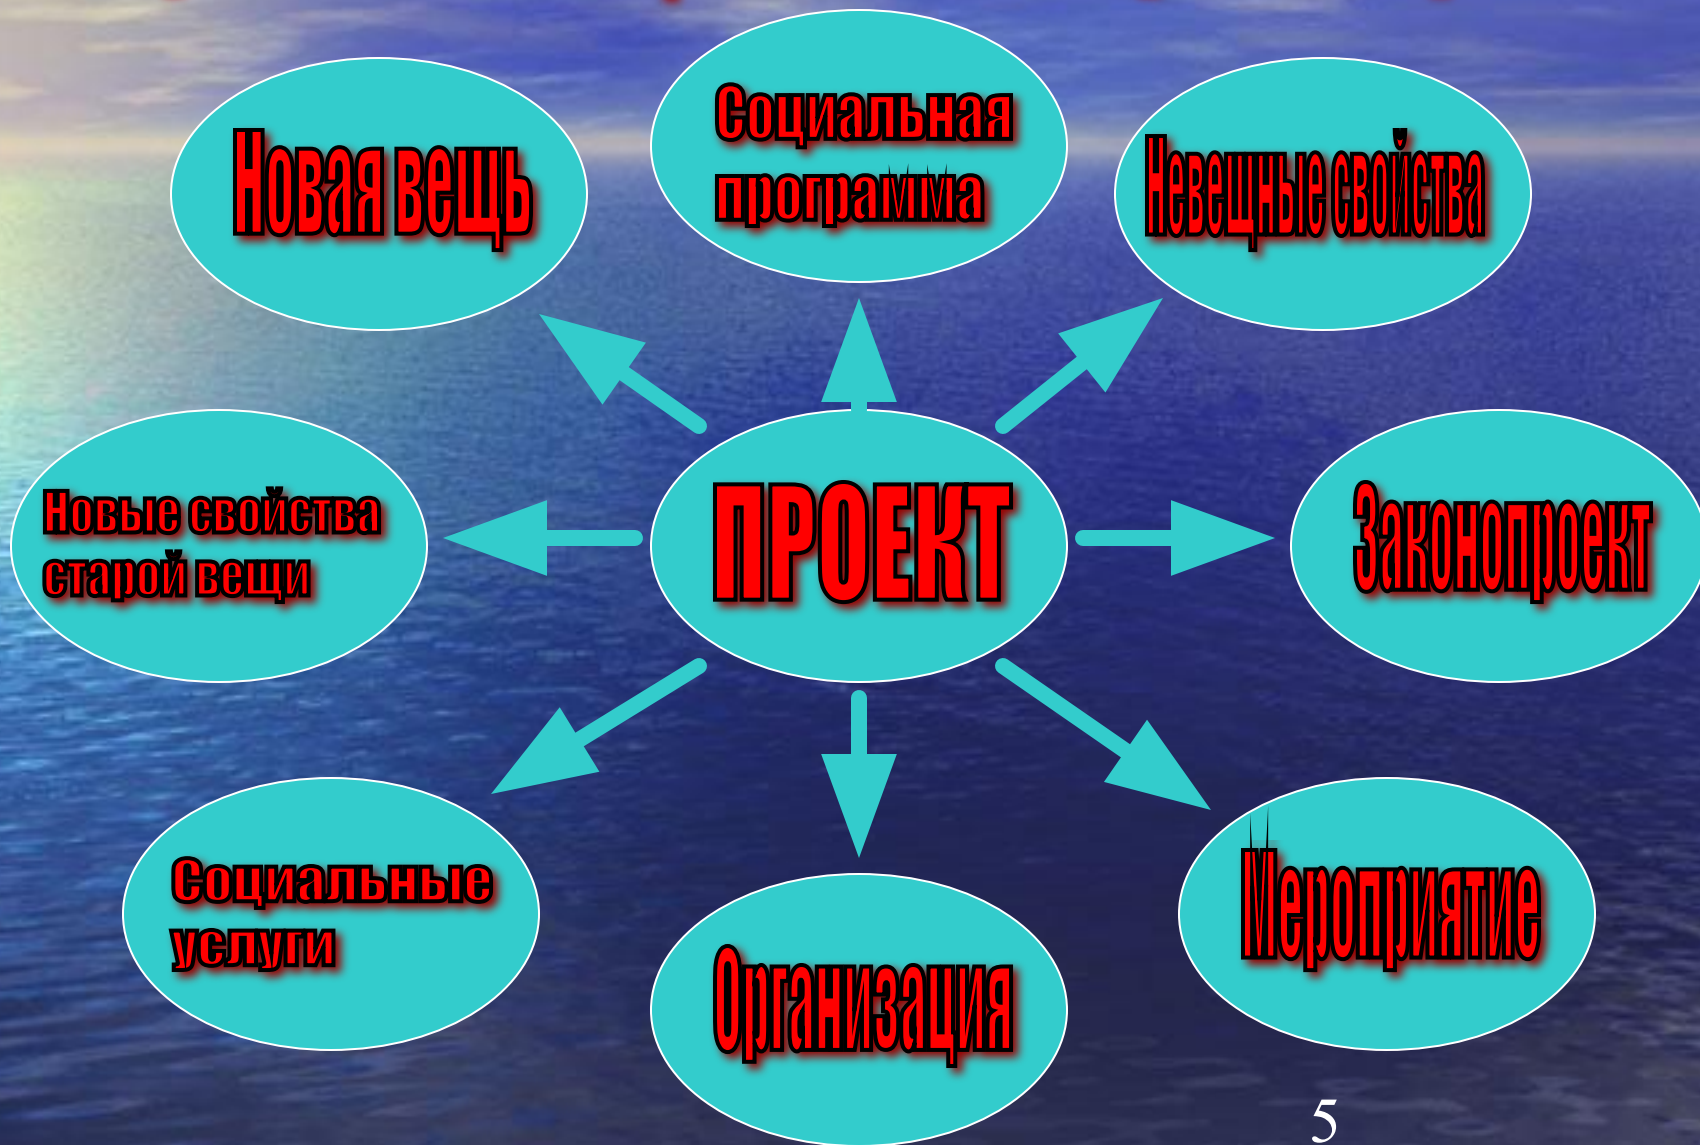 Новая вещь
Социальная
программа
Невещные свойства
Новые свойства
старой вещи
ПРОЕКТ
Законопроект
Социальные
услуги
Организация
Мероприятие
5